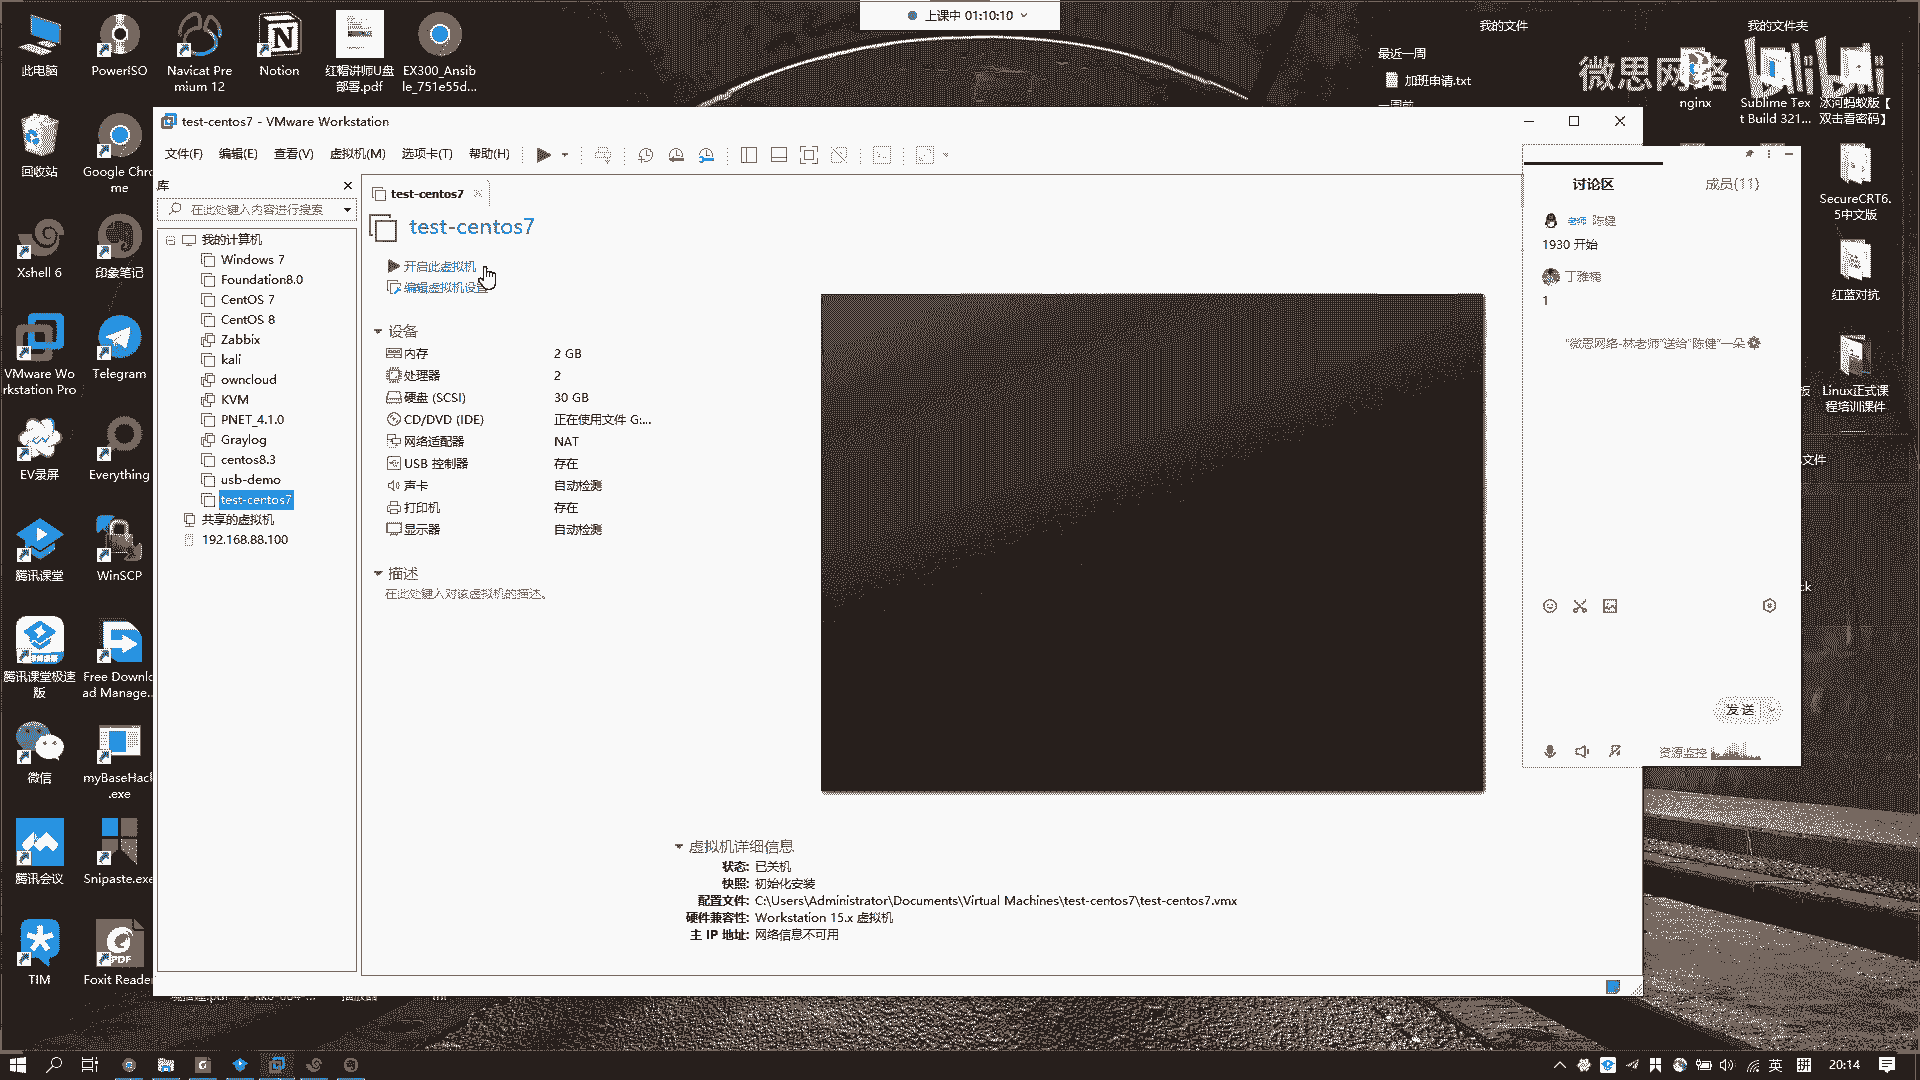 上课中 01:10:10
此电脑
PowerISO
Navicat Pre
mium 12
Notion
红帽讲师U盘
部署.pdf
EX300_Ansib
le_751e55d...
我的文件
最近一周
加班申请.txt
一周前
我的文件夹
微思网络
nginx
Sublime Tex
t Build 321...
冰河蚂蚁版【
双击看密码】
回收站
Google Chro
me
Xshell 6
印象笔记
VMware Wo
rkstation Pro
Telegram
EV录屏
Everything
腾讯课堂
WinSCP
腾讯课堂极速
版
Free Downlo
ad Manage...
微信
myBaseHack
.exe
腾讯会议
Snipaste.exe
TIM
Foxit Reader
SecureCRT6.
5中文版
红蓝对抗
Linux正式课
程培训课件
test-centos7 - VMware Workstation
文件(F) 编辑(E) 查看(V) 虚拟机(M) 选项卡(T) 帮助(H)
库
在此处键入内容进行搜索
我的计算机
Windows 7
Foundation8.0
CentOS 7
CentOS 8
Zabbix
kali
owncloud
KVM
PNET_4.1.0
Graylog
centos8.3
usb-demo
test-centos7
共享的虚拟机
192.168.88.100
test-centos7
test-centos7
开启此虚拟机
编辑虚拟机设置
设备
内存 2 GB
处理器 2
硬盘 (SCSI) 30 GB
CD/DVD (IDE) 正在使用文件 G:...
网络适配器 NAT
USB 控制器 存在
声卡 自动检测
打印机 存在
显示器 自动检测
描述
在此处键入对该虚拟机的描述。
虚拟机详细信息
状态: 已关机
快照: 初始化安装
配置文件: C:\Users\Administrator\Documents\Virtual Machines\test-centos7\test-centos7.vmx
硬件兼容性: Workstation 15.x 虚拟机
主 IP 地址: 网络信息不可用
讨论区 成员(11)
老师 陈健
1930 开始
1
"微思网络-林老师"送给"陈健"一朵
发送
资源监控
英
拼
20:14